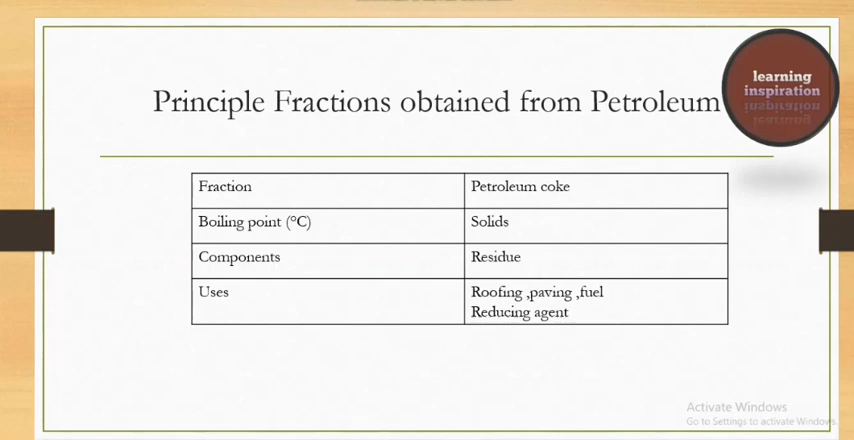 learning
inspiration
Principle Fractions obtained from Petroleum
Fraction Petroleum coke
Boiling point (°C) Solids
Components Residue
Uses Roofing ,paving ,fuel
Reducing agent
Activate Windows
Go to Settings to activate Windows.